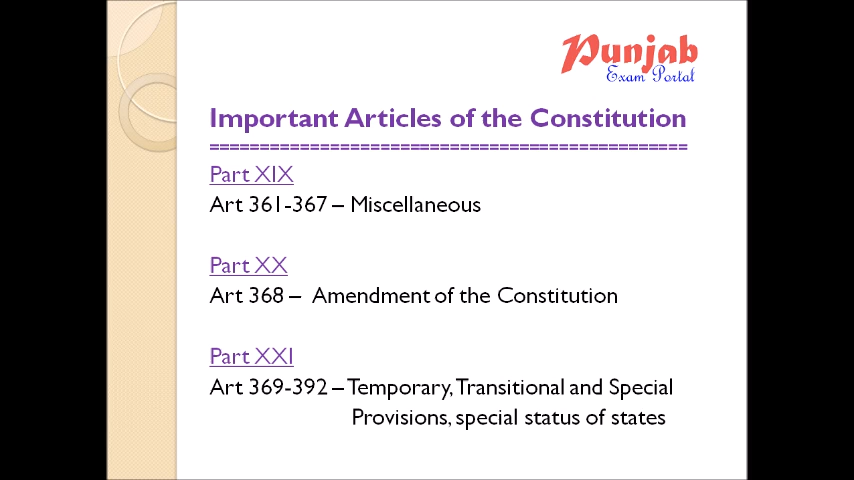 Punjab
Exam Portal
Important Articles of the Constitution
================================================
Part XIX
Art 361-367 – Miscellaneous
Part XX
Art 368 – Amendment of the Constitution
Part XXI
Art 369-392 – Temporary, Transitional and Special
Provisions, special status of states